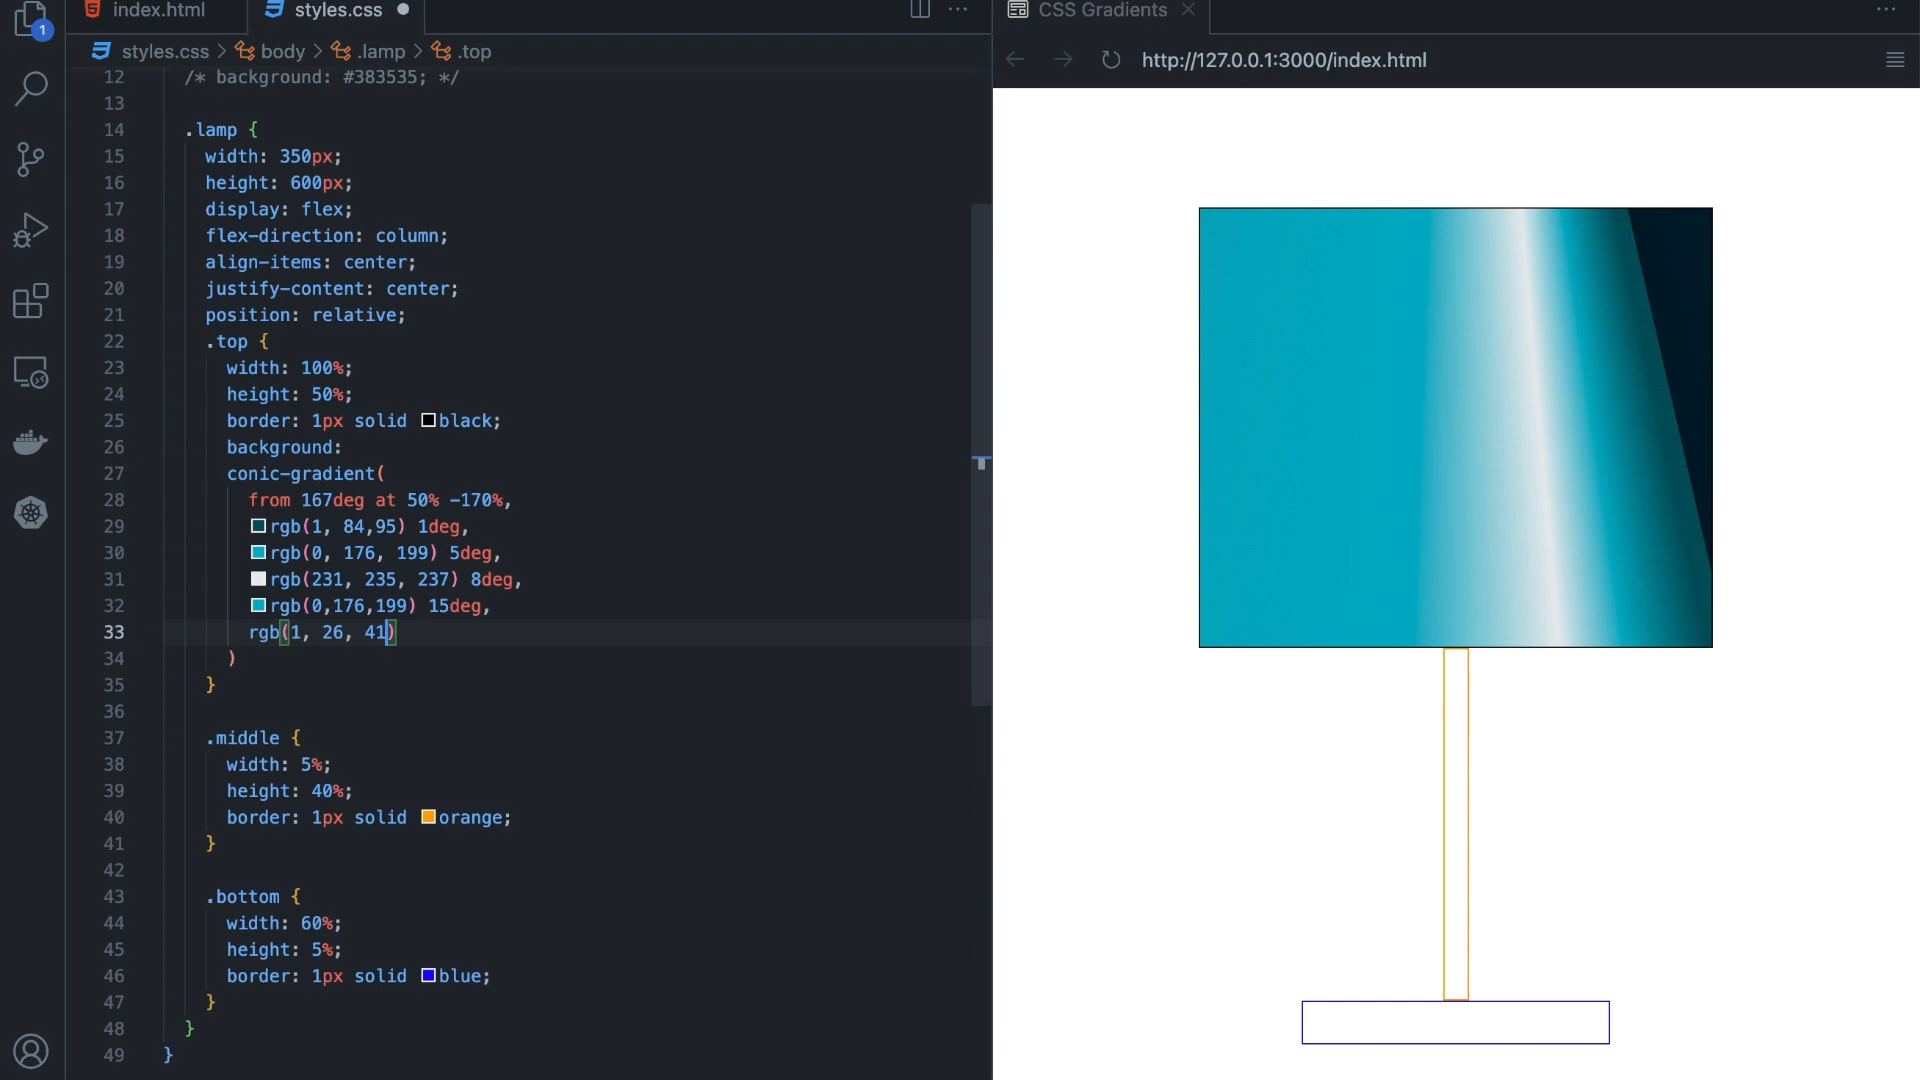 index.html
styles.css
CSS Gradients
1
styles.css > body > .lamp > .top
http://127.0.0.1:3000/index.html
12 /* background: #383535; */
13
14 .lamp {
15 width: 350px;
16 height: 600px;
17 display: flex;
18 flex-direction: column;
19 align-items: center;
20 justify-content: center;
21 position: relative;
22 .top {
23 width: 100%;
24 height: 50%;
25 border: 1px solid black;
26 background:
27 conic-gradient(
28 from 167deg at 50% -170%,
29 rgb(1, 84,95) 1deg,
30 rgb(0, 176, 199) 5deg,
31 rgb(231, 235, 237) 8deg,
32 rgb(0,176,199) 15deg,
33 rgb(1, 26, 41)
34 )
35 }
36
37 .middle {
38 width: 5%;
39 height: 40%;
40 border: 1px solid orange;
41 }
42
43 .bottom {
44 width: 60%;
45 height: 5%;
46 border: 1px solid blue;
47 }
48 }
49 }